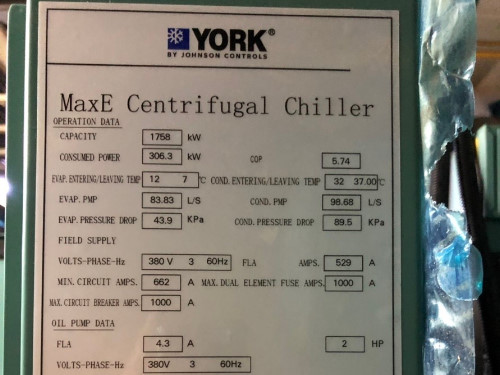 YORK®
BY JOHNSON CONTROLS
MaxE Centrifugal Chiller
OPERATION DATA
CAPACITY 1758 kW
CONSUMED POWER 306.3 kW COP 5.74
EVAP. ENTERING/LEAVING TEMP 12 7 ℃ COND. ENTERING/LEAVING TEMP 32 37.00 ℃
EVAP. PMP 83.83 L/S COND. PMP 98.68 L/S
EVAP. PRESSURE DROP 43.9 KPa COND. PRESSURE DROP 89.5 KPa
FIELD SUPPLY
VOLTS-PHASE-Hz 380 V 3 60Hz FLA AMPS. 529 A
MIN. CIRCUIT AMPS 662 A MAX. DUAL ELEMENT FUSE AMPS. 1000 A
MAX. CIRCUIT BREAKER AMPS. 1000 A
OIL PUMP DATA
FLA 4.3 A 2 HP
VOLTS-PHASE-Hz 380V 3 60Hz